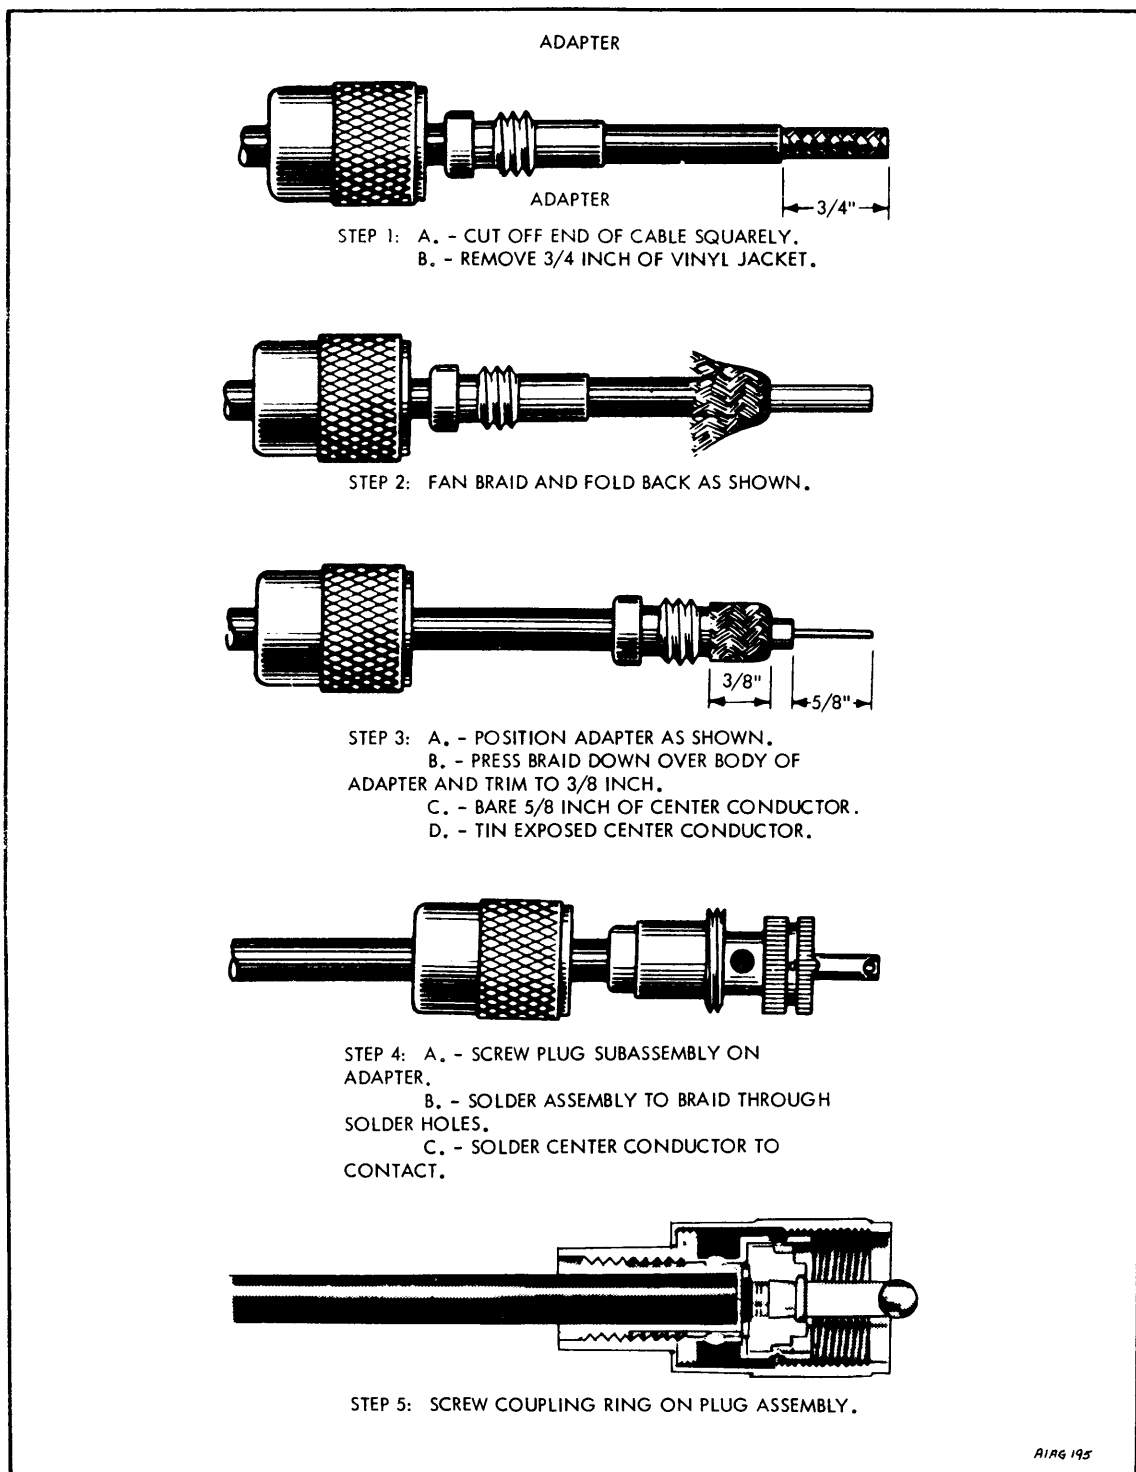 ADAPTER
ADAPTER
3/4"
STEP 1: A. - CUT OFF END OF CABLE SQUARELY.
B. - REMOVE 3/4 INCH OF VINYL JACKET.
STEP 2: FAN BRAID AND FOLD BACK AS SHOWN.
3/8"
5/8"
STEP 3: A. - POSITION ADAPTER AS SHOWN.
B. - PRESS BRAID DOWN OVER BODY OF
ADAPTER AND TRIM TO 3/8 INCH.
C. - BARE 5/8 INCH OF CENTER CONDUCTOR.
D. - TIN EXPOSED CENTER CONDUCTOR.
STEP 4: A. - SCREW PLUG SUBASSEMBLY ON
ADAPTER.
B. - SOLDER ASSEMBLY TO BRAID THROUGH
SOLDER HOLES.
C. - SOLDER CENTER CONDUCTOR TO
CONTACT.
STEP 5: SCREW COUPLING RING ON PLUG ASSEMBLY.
AIAG 195